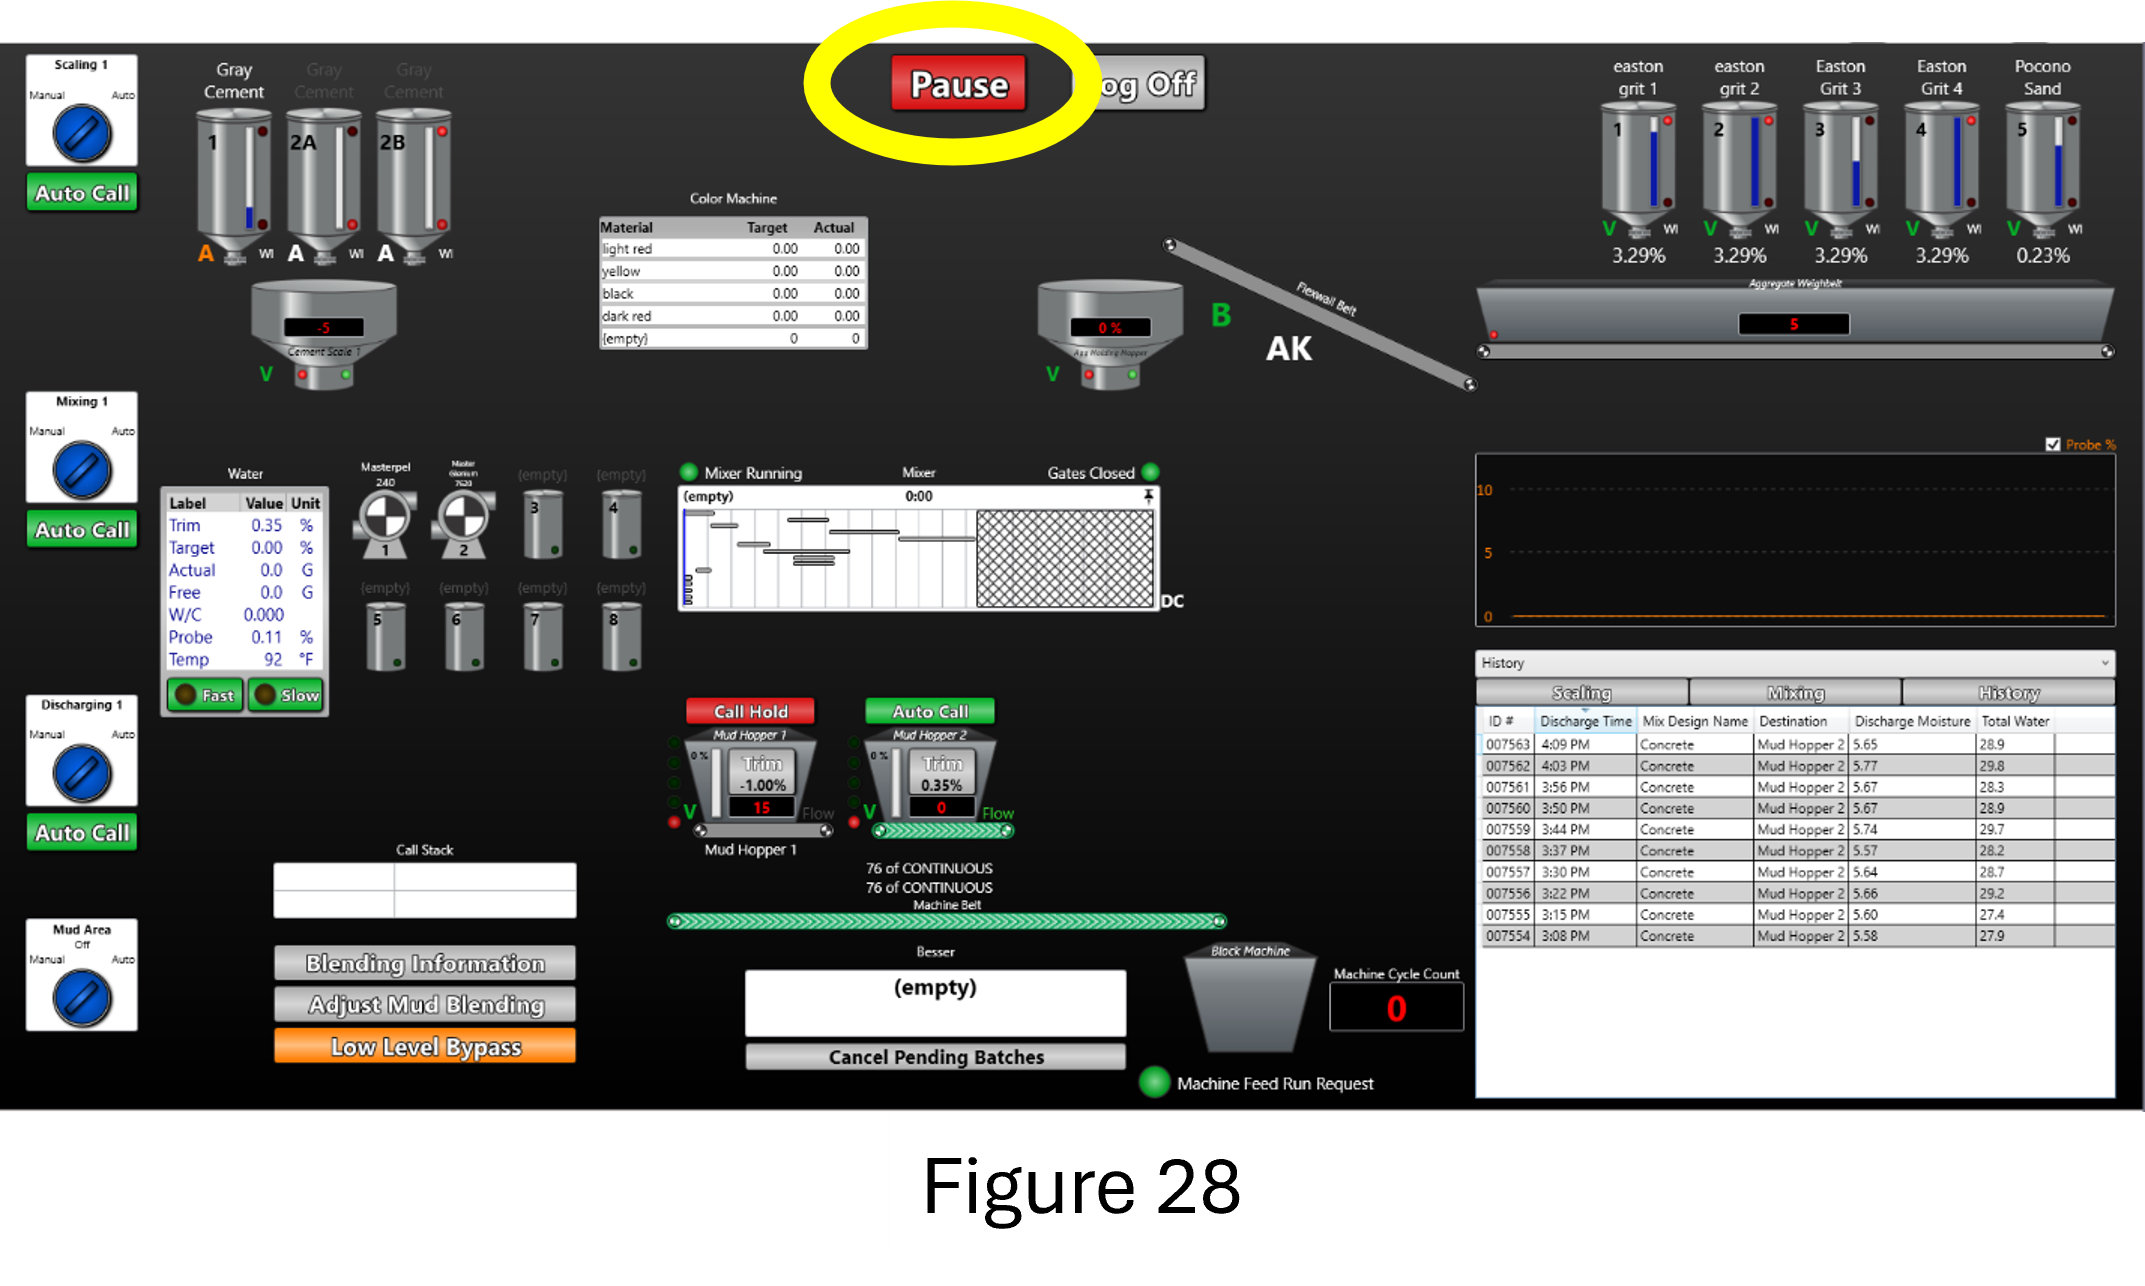 Scaling 1
Manual Auto
Auto Call
Gray Cement
Gray Cement
Gray Cement
1
2A
2B
A WI A WI A WI
-5
Cement Scale 1
V
Pause
og Off
Color Machine
Material Target Actual
light red 0.00 0.00
yellow 0.00 0.00
black 0.00 0.00
dark red 0.00 0.00
(empty) 0 0
0 %
Agg Holding Hopper
V
B
AK
Flexwall Belt
easton grit 1
easton grit 2
Easton Grit 3
Easton Grit 4
Pocono Sand
1 2 3 4 5
V WI V WI V WI V WI V WI
3.29% 3.29% 3.29% 3.29% 0.23%
Aggregate Weighbelt
5
Mixing 1
Manual Auto
Auto Call
Water
Label Value Unit
Trim 0.35 %
Target 0.00 %
Actual 0.0 G
Free 0.0 G
W/C 0.000
Probe 0.11 %
Temp 92 °F
Fast Slow
Masterpel 240
Master Glenium 7620
(empty) (empty)
1 2 3 4
(empty) (empty) (empty) (empty)
5 6 7 8
Mixer Running Mixer Gates Closed
(empty) 0:00
DC
Probe %
10
5
0
Discharging 1
Manual Auto
Auto Call
Call Hold
Mud Hopper 1
0 %
Trim
-1.00%
15
V Flow
Mud Hopper 1
Auto Call
Mud Hopper 2
0 %
Trim
0.35%
0
V Flow
76 of CONTINUOUS
76 of CONTINUOUS
Machine Belt
Call Stack
Mud Area
Off
Manual Auto
Blending Information
Adjust Mud Blending
Low Level Bypass
Besser
(empty)
Cancel Pending Batches
Block Machine
Machine Cycle Count
0
Machine Feed Run Request
History
Scaling Mixing History
ID # Discharge Time Mix Design Name Destination Discharge Moisture Total Water
007563 4:09 PM Concrete Mud Hopper 2 5.65 28.9
007562 4:03 PM Concrete Mud Hopper 2 5.77 29.8
007561 3:56 PM Concrete Mud Hopper 2 5.67 28.3
007560 3:50 PM Concrete Mud Hopper 2 5.67 28.9
007559 3:44 PM Concrete Mud Hopper 2 5.74 29.7
007558 3:37 PM Concrete Mud Hopper 2 5.57 28.2
007557 3:30 PM Concrete Mud Hopper 2 5.64 28.7
007556 3:22 PM Concrete Mud Hopper 2 5.66 29.2
007555 3:15 PM Concrete Mud Hopper 2 5.60 27.4
007554 3:08 PM Concrete Mud Hopper 2 5.58 27.9
Figure 28